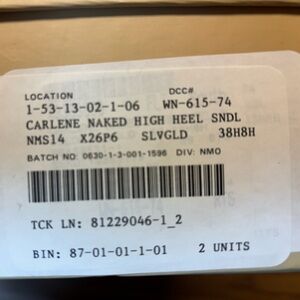 LOCATION DCC#
1-53-13-02-1-06 WN-615-74
CARLENE NAKED HIGH HEEL SNDL
NMS14 X26P6 SLVGLD 38H8H
BATCH NO: 0630-1-3-001-1596 DIV: NMO
TCK LN: 81229046-1_2
BIN: 87-01-01-1-01 2 UNITS